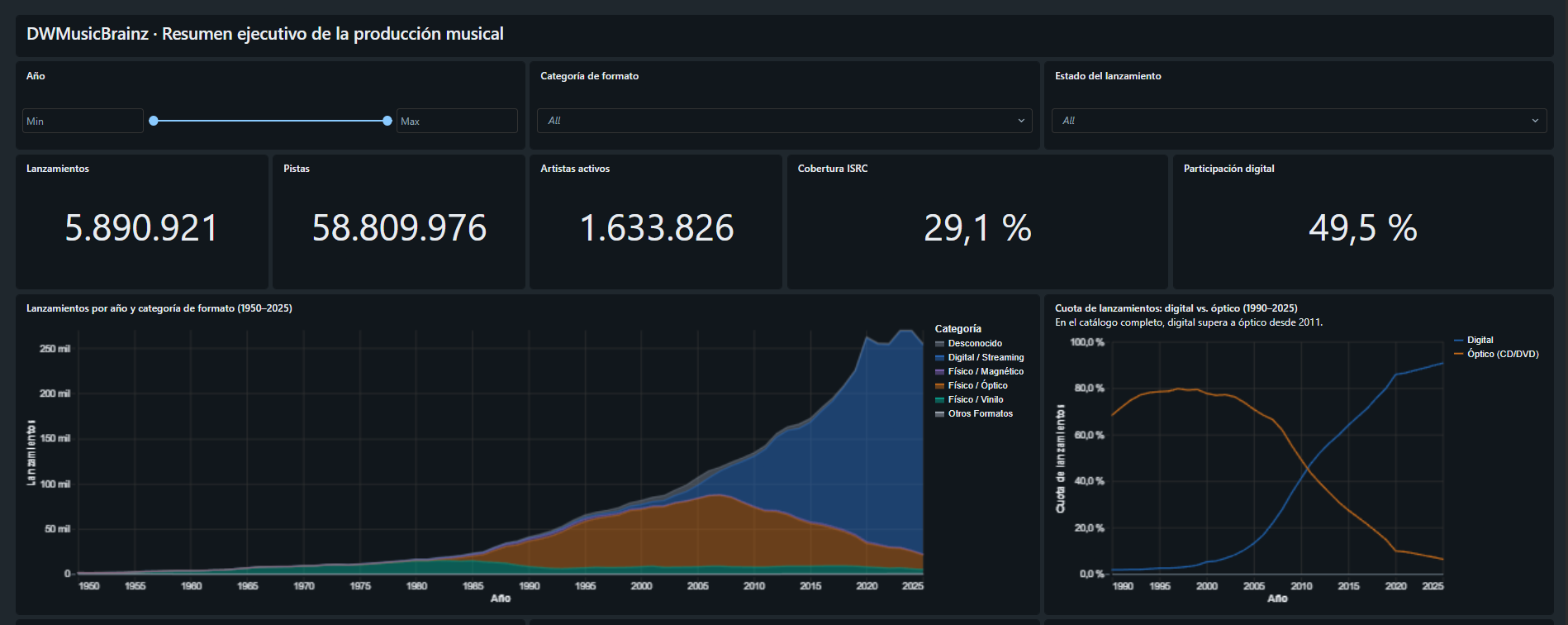 DWMusicBrainz · Resumen ejecutivo de la producción musical
Año
Min
Max
Categoría de formato
All
Estado del lanzamiento
All
Lanzamientos
5.890.921
Pistas
58.809.976
Artistas activos
1.633.826
Cobertura ISRC
29,1 %
Participación digital
49,5 %
Lanzamientos por año y categoría de formato (1950–2025)
Lanzamientos
250 mil
200 mil
150 mil
100 mil
50 mil
0
1950 1955 1960 1965 1970 1975 1980 1985 1990 1995 2000 2005 2010 2015 2020 2025
Año
Categoría
Desconocido
Digital / Streaming
Físico / Magnético
Físico / Óptico
Físico / Vinilo
Otros Formatos
Cuota de lanzamientos: digital vs. óptico (1990–2025)
En el catálogo completo, digital supera a óptico desde 2011.
Cuota de lanzamientos
100,0 %
80,0 %
60,0 %
40,0 %
20,0 %
0,0 %
1990 1995 2000 2005 2010 2015 2020 2025
Año
Digital
Óptico (CD/DVD)